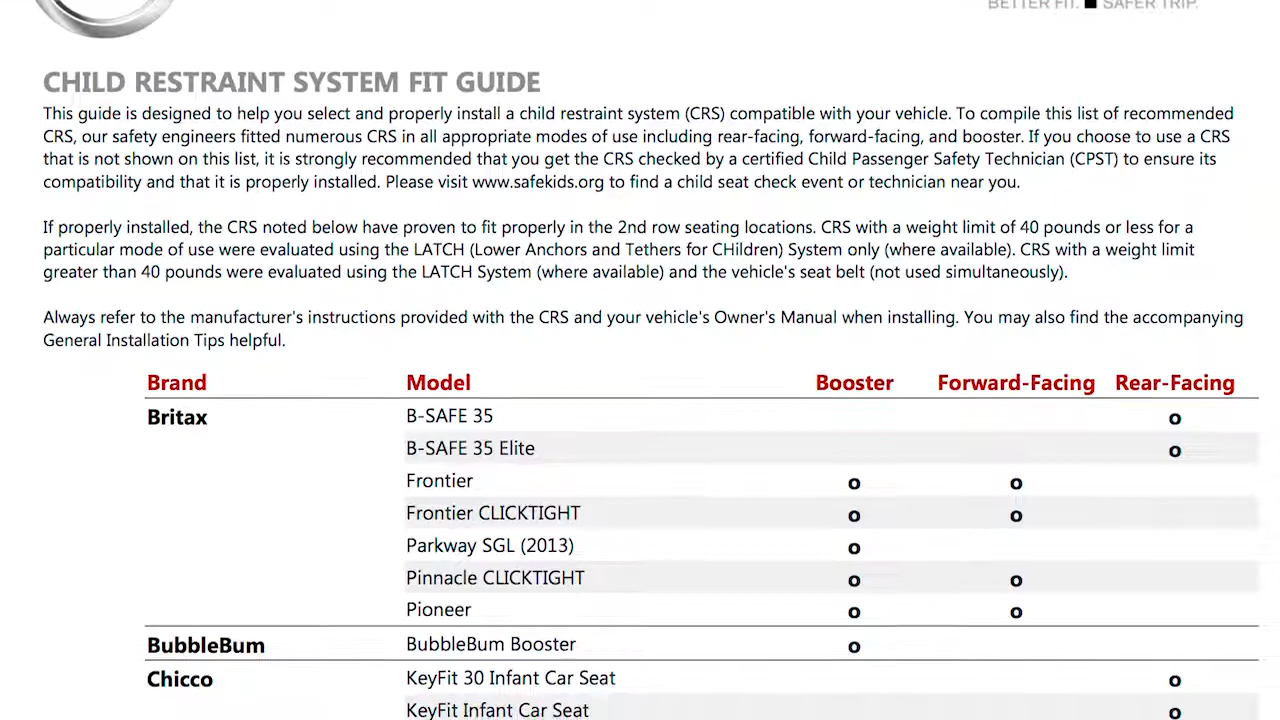 BETTER FIT. ■ SAFER TRIP.
CHILD RESTRAINT SYSTEM FIT GUIDE
This guide is designed to help you select and properly install a child restraint system (CRS) compatible with your vehicle. To compile this list of recommended
CRS, our safety engineers fitted numerous CRS in all appropriate modes of use including rear-facing, forward-facing, and booster. If you choose to use a CRS
that is not shown on this list, it is strongly recommended that you get the CRS checked by a certified Child Passenger Safety Technician (CPST) to ensure its
compatibility and that it is properly installed. Please visit www.safekids.org to find a child seat check event or technician near you.
If properly installed, the CRS noted below have proven to fit properly in the 2nd row seating locations. CRS with a weight limit of 40 pounds or less for a
particular mode of use were evaluated using the LATCH (Lower Anchors and Tethers for CHildren) System only (where available). CRS with a weight limit
greater than 40 pounds were evaluated using the LATCH System (where available) and the vehicle's seat belt (not used simultaneously).
Always refer to the manufacturer's instructions provided with the CRS and your vehicle's Owner's Manual when installing. You may also find the accompanying
General Installation Tips helpful.
Brand Model Booster Forward-Facing Rear-Facing
Britax B-SAFE 35 o
B-SAFE 35 Elite o
Frontier o o
Frontier CLICKTIGHT o o
Parkway SGL (2013) o
Pinnacle CLICKTIGHT o o
Pioneer o o
BubbleBum BubbleBum Booster o
Chicco KeyFit 30 Infant Car Seat o
KeyFit Infant Car Seat o